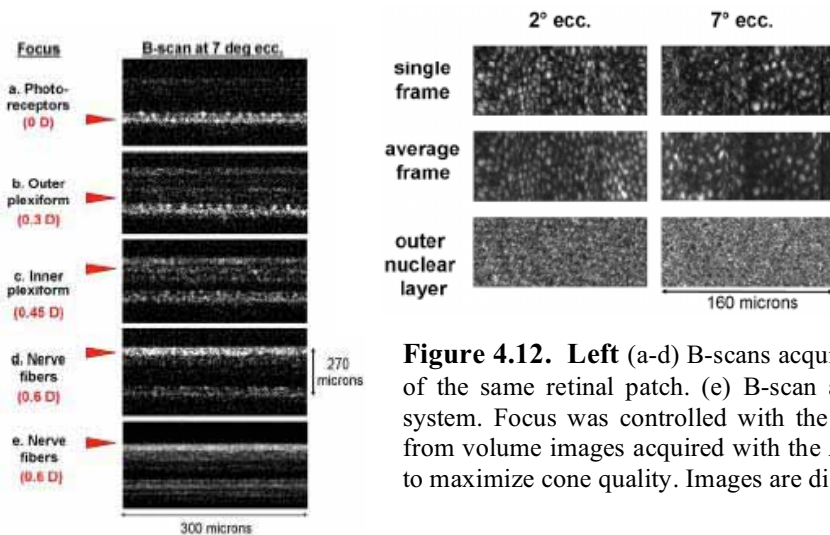 Focus
B-scan at 7 deg ecc.
a. Photo-
receptors
(0 D)
b. Outer
plexiform
(0.3 D)
c. Inner
plexiform
(0.45 D)
d. Nerve
fibers
(0.6 D)
270
microns
e. Nerve
fibers
(0.6 D)
300 microns
2° ecc.
7° ecc.
single
frame
average
frame
outer
nuclear
layer
160 microns
Figure 4.12. Left (a-d) B-scans acqui
of the same retinal patch. (e) B-scan a
system. Focus was controlled with the
from volume images acquired with the
to maximize cone quality. Images are di